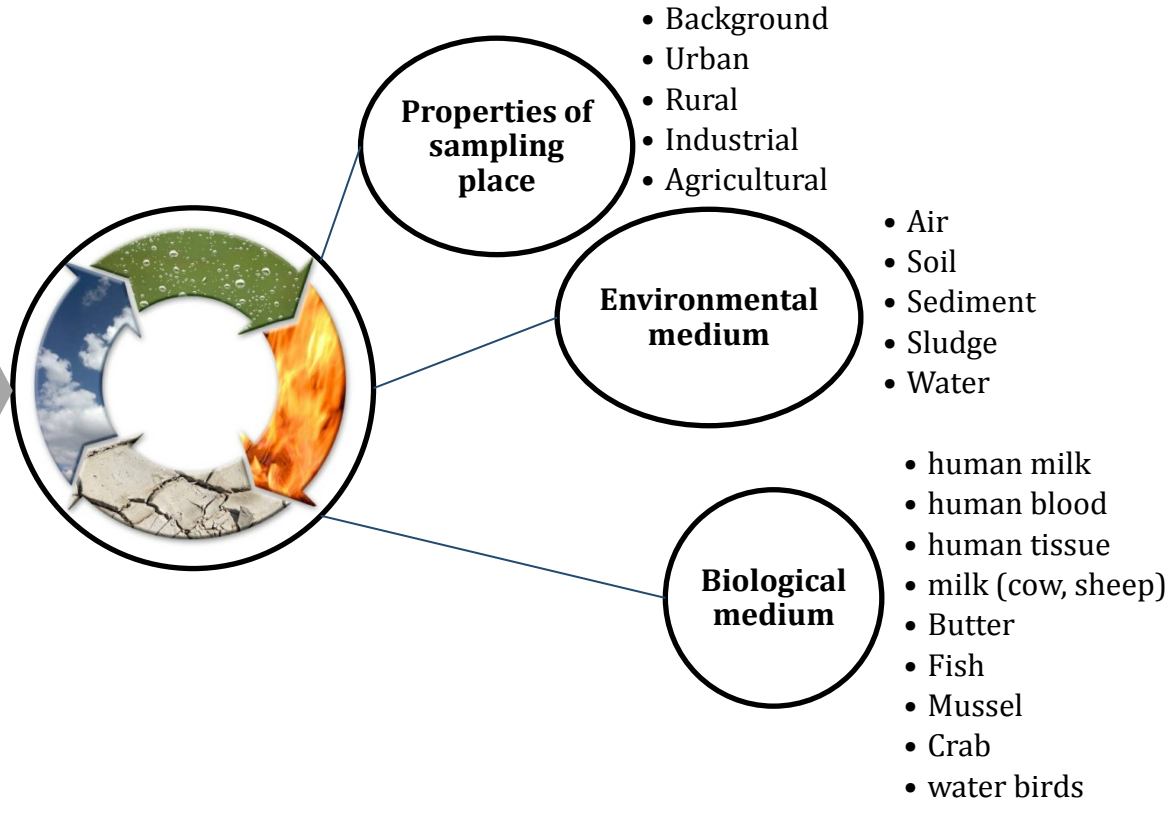 Properties of
sampling
place
• Background
• Urban
• Rural
• Industrial
• Agricultural
Environmental
medium
• Air
• Soil
• Sediment
• Sludge
• Water
Biological
medium
• human milk
• human blood
• human tissue
• milk (cow, sheep)
• Butter
• Fish
• Mussel
• Crab
• water birds